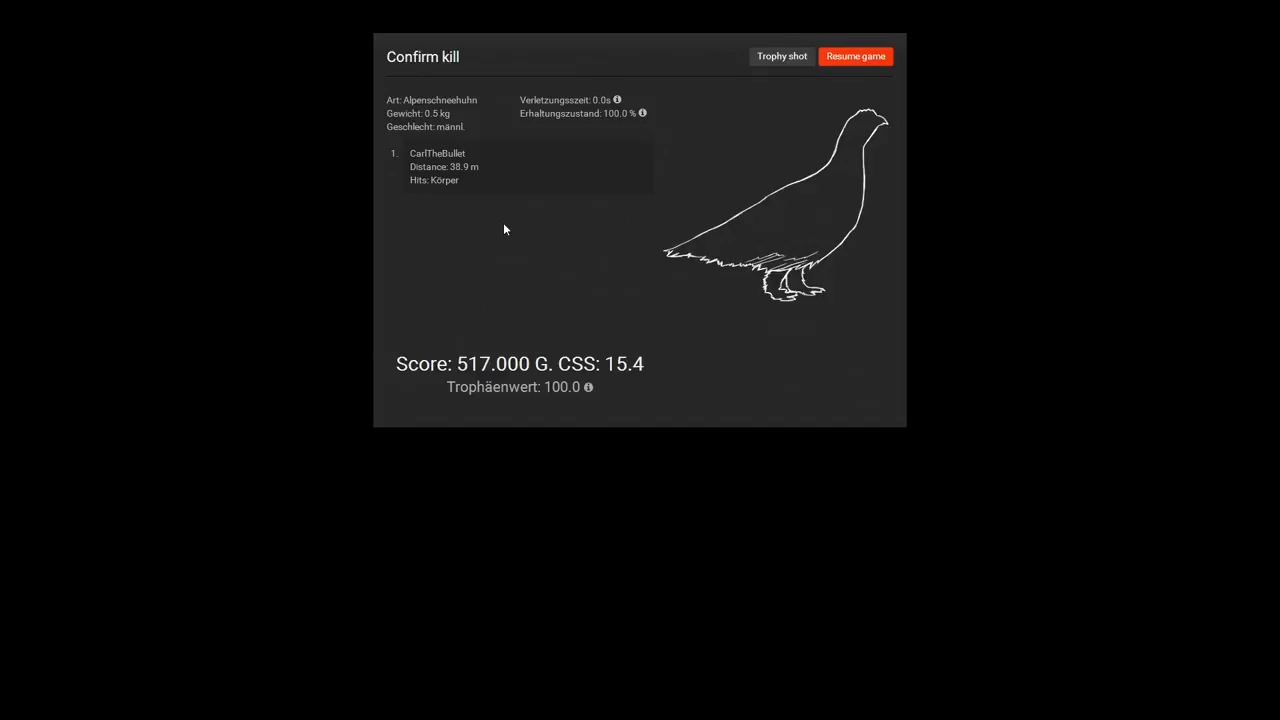 Confirm kill
Trophy shot
Resume game
Art: Alpenschneehuhn
Verletzungsszeit: 0.0s
Gewicht: 0.5 kg
Erhaltungszustand: 100.0 %
Geschlecht: männl.
1. CarlTheBullet
Distance: 38.9 m
Hits: Körper
Score: 517.000 G. CSS: 15.4
Trophäenwert: 100.0